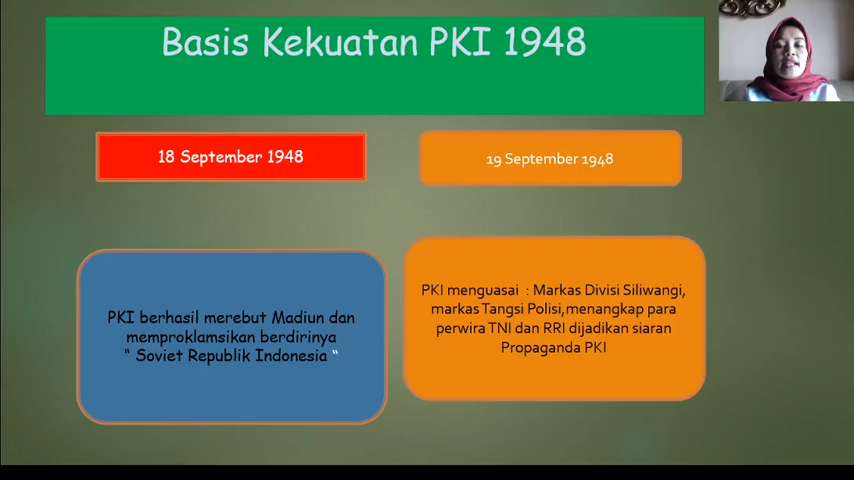 Basis Kekuatan PKI 1948
18 September 1948
19 September 1948
PKI berhasil merebut Madiun dan
memproklamsikan berdirinya
“ Soviet Republik Indonesia “
PKI menguasai : Markas Divisi Siliwangi,
markas Tangsi Polisi,menangkap para
perwira TNI dan RRI dijadikan siaran
Propaganda PKI